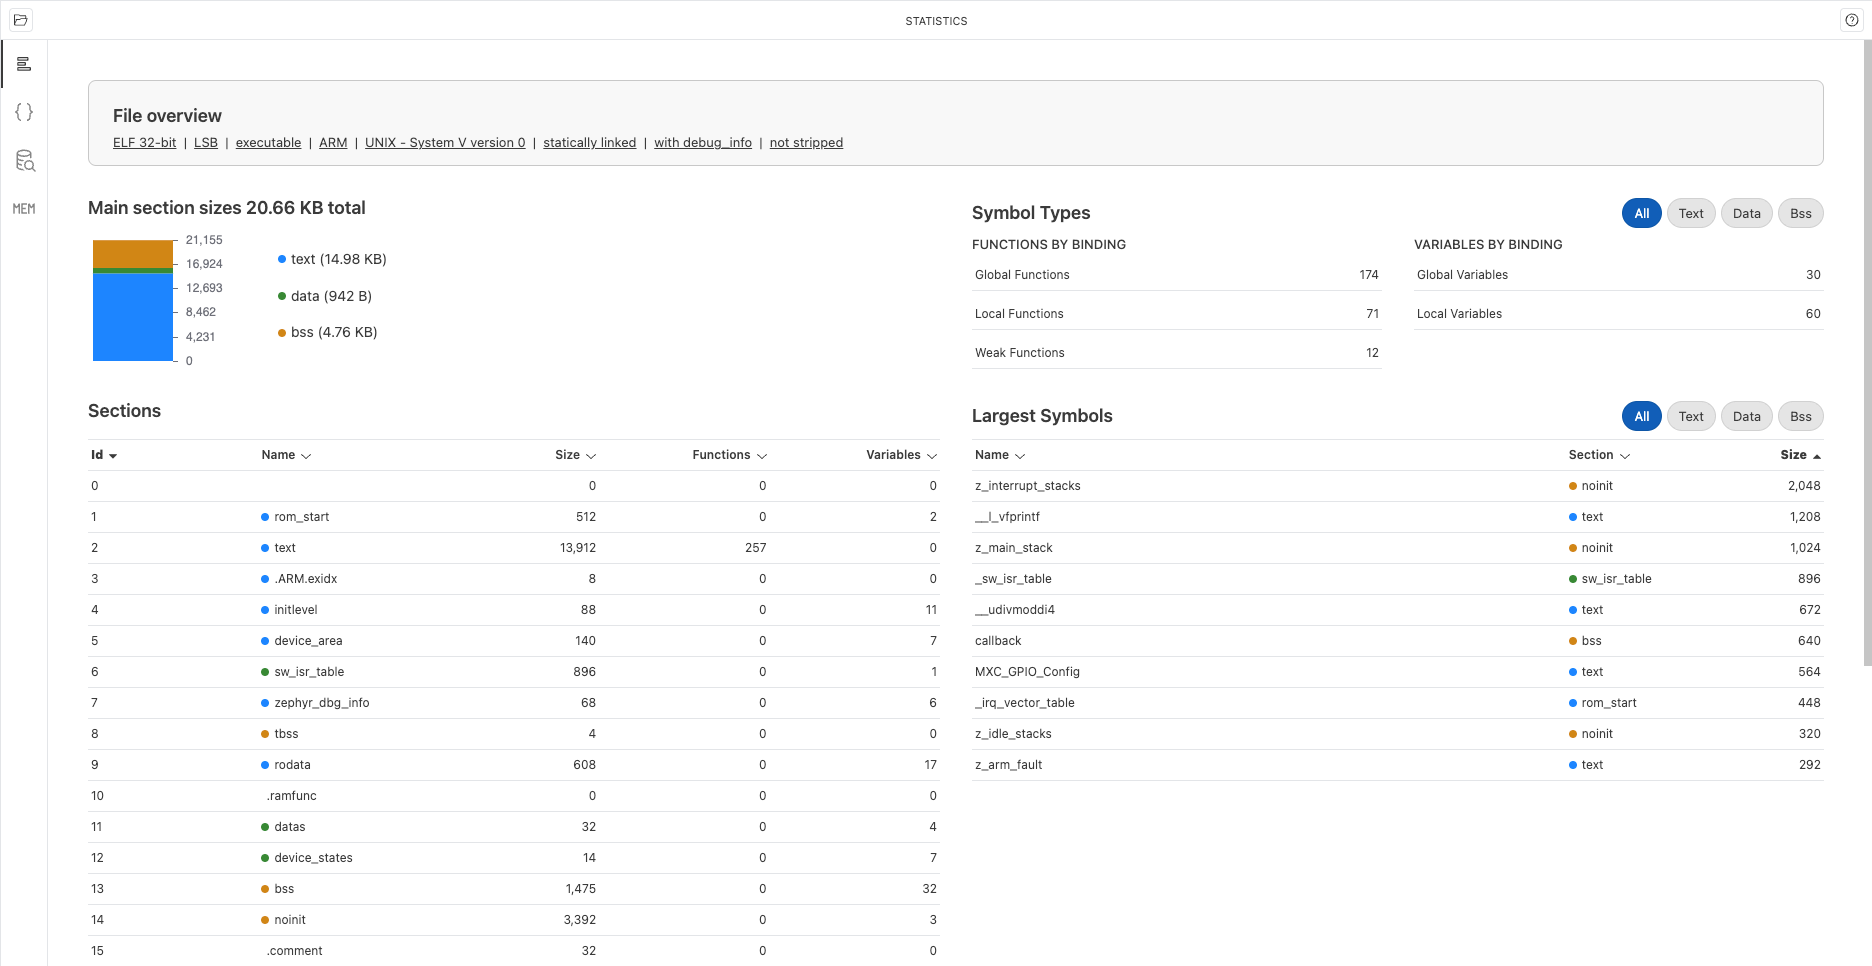 STATISTICS
MEM
File overview
ELF 32-bit | LSB | executable | ARM | UNIX - System V version 0 | statically linked | with debug_info | not stripped
Main section sizes 20.66 KB total
21,155
16,924
12,693
8,462
4,231
0
text (14.98 KB)
data (942 B)
bss (4.76 KB)
Symbol Types
All Text Data Bss
FUNCTIONS BY BINDING
Global Functions 174
Local Functions 71
Weak Functions 12
VARIABLES BY BINDING
Global Variables 30
Local Variables 60
Sections
Id Name Size Functions Variables
0 0 0 0
1 rom_start 512 0 2
2 text 13,912 257 0
3 .ARM.exidx 8 0 0
4 initlevel 88 0 11
5 device_area 140 0 7
6 sw_isr_table 896 0 1
7 zephyr_dbg_info 68 0 6
8 tbss 4 0 0
9 rodata 608 0 17
10 .ramfunc 0 0 0
11 datas 32 0 4
12 device_states 14 0 7
13 bss 1,475 0 32
14 noinit 3,392 0 3
15 .comment 32 0 0
Largest Symbols
All Text Data Bss
Name Section Size
z_interrupt_stacks noinit 2,048
__l_vfprintf text 1,208
z_main_stack noinit 1,024
_sw_isr_table sw_isr_table 896
__udivmoddi4 text 672
callback bss 640
MXC_GPIO_Config text 564
_irq_vector_table rom_start 448
z_idle_stacks noinit 320
z_arm_fault text 292